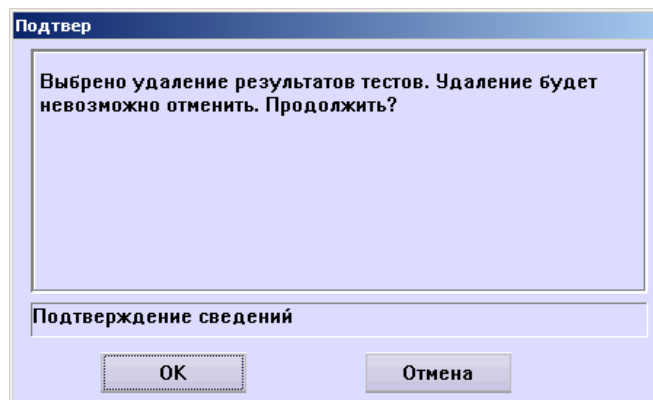 Подтвер
Выбрено удаление результатов тестов. Удаление будет
невозможно отменить. Продолжить?
Подтверждение сведений
OK
Отмена